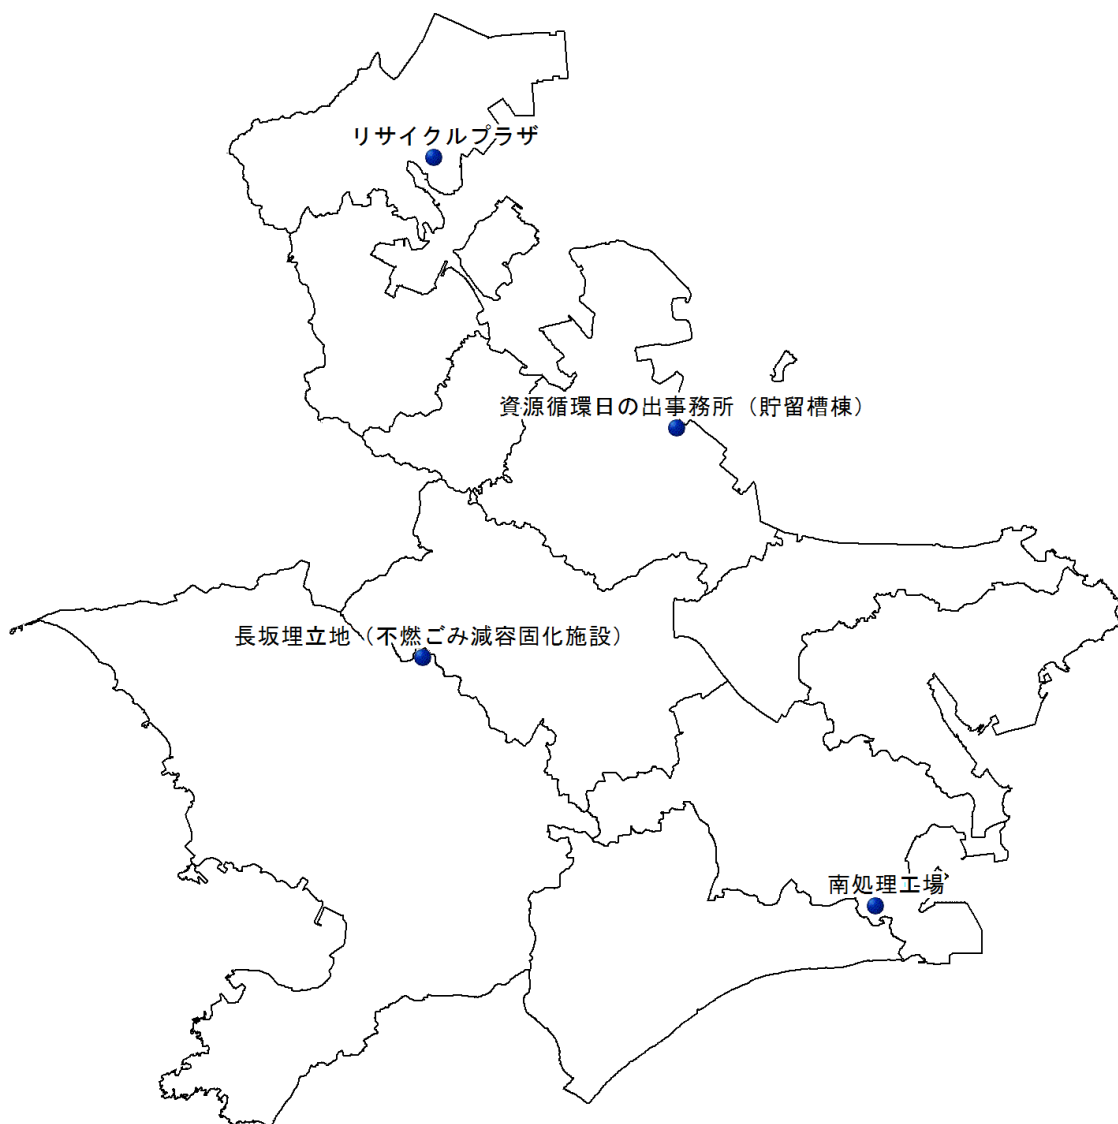 リサイクルプラザ
資源循環日の出事務所（貯留槽棟）
長坂埋立地（不燃ごみ減容固化施設）
南処理工場